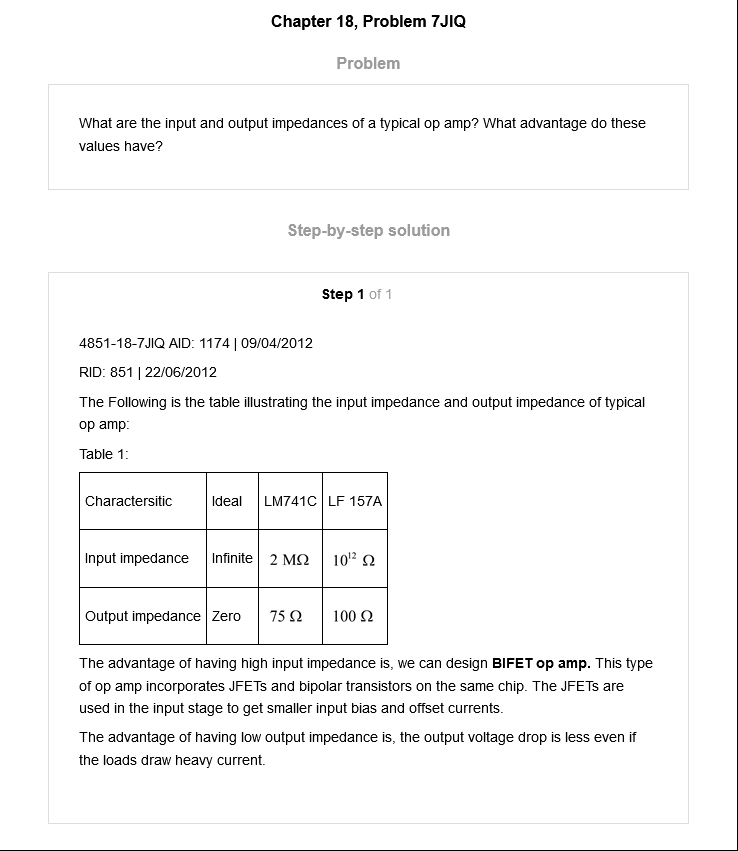 Chapter 18, Problem 7JIQ
Problem
What are the input and output impedances of a typical op amp? What advantage do these
values have?
Step-by-step solution
Step 1 of 1
4851-18-7JIQ AID: 1174 | 09/04/2012
RID: 851 | 22/06/2012
The Following is the table illustrating the input impedance and output impedance of typical
op amp:
Table 1:
Charactersitic Ideal LM741C LF 157A
Input impedance Infinite 2 MΩ 10¹² Ω
Output impedance Zero 75 Ω 100 Ω
The advantage of having high input impedance is, we can design BIFET op amp. This type
of op amp incorporates JFETs and bipolar transistors on the same chip. The JFETs are
used in the input stage to get smaller input bias and offset currents.
The advantage of having low output impedance is, the output voltage drop is less even if
the loads draw heavy current.